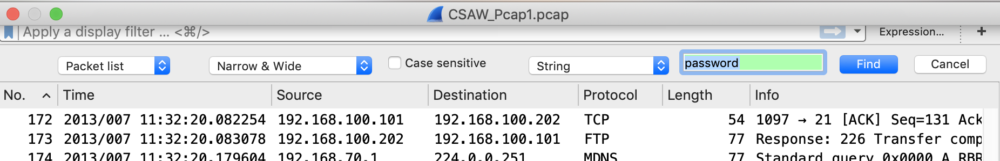 CSAW_Pcap1.pcap
Apply a display filter ... <⌘/> Expression... +
Packet list Narrow & Wide Case sensitive String password Find Cancel
No. Time Source Destination Protocol Length Info
172 2013/007 11:32:20.082254 192.168.100.101 192.168.100.202 TCP 54 1097 → 21 [ACK] Seq=131 Ack
173 2013/007 11:32:20.083078 192.168.100.202 192.168.100.101 FTP 77 Response: 226 Transfer comp
174 2013/007 11:32:20.179604 192.168.70.1 224.0.0.251 MDNS 77 Standard query 0x0000 A RBR